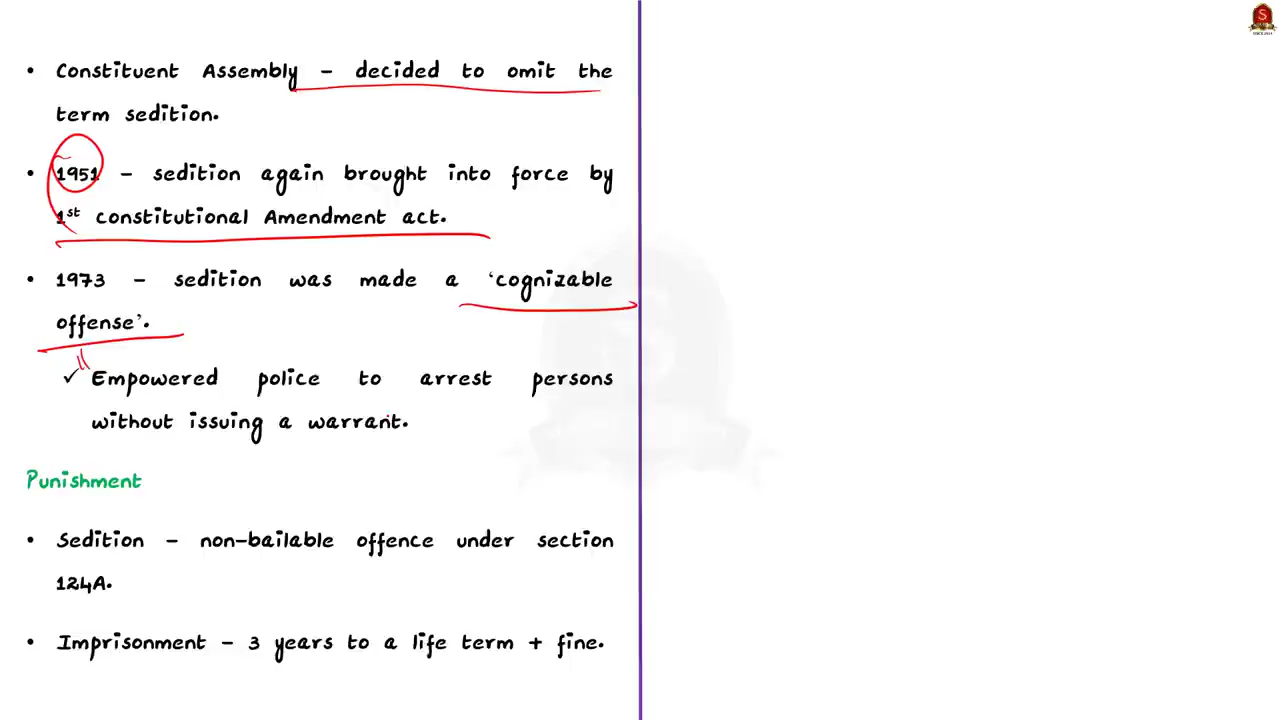 • Constituent Assembly – decided to omit the
term sedition.
• 1951 – sedition again brought into force by
1st constitutional Amendment act.
• 1973 – sedition was made a ‘cognizable
offense’.
✓ Empowered police to arrest persons
without issuing a warrant.
Punishment
• Sedition – non-bailable offence under section
124A.
• Imprisonment – 3 years to a life term + fine.